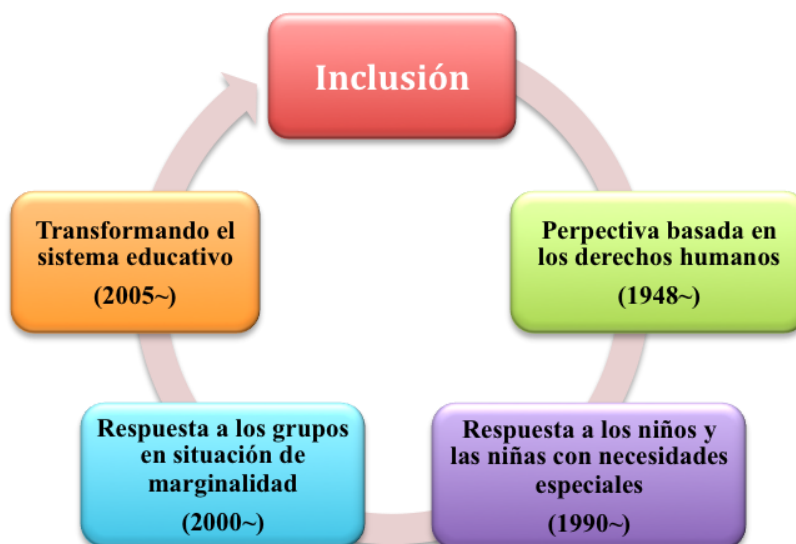 Inclusión
Perpectiva basada en
los derechos humanos
(1948~)
Respuesta a los niños y
las niñas con necesidades
especiales
(1990~)
Respuesta a los grupos
en situación de
marginalidad
(2000~)
Transformando el
sistema educativo
(2005~)